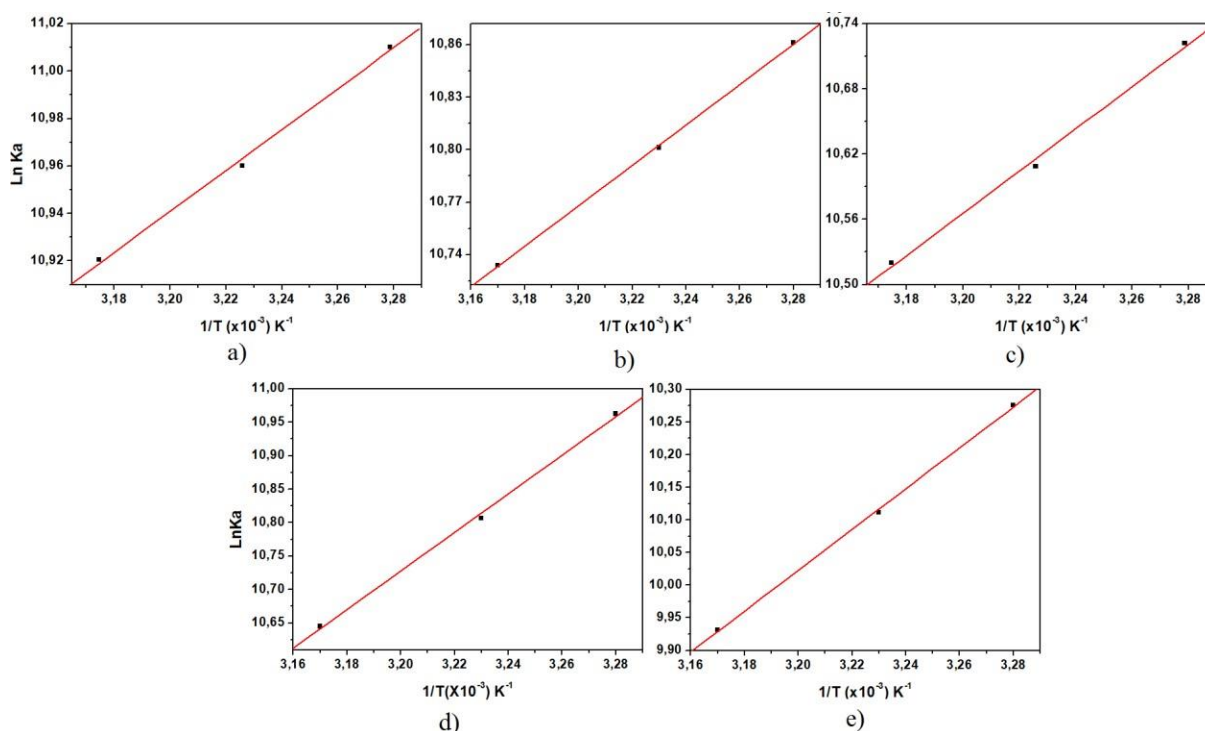 11,02
11,00
10,98
10,96
10,94
10,92
Ln Ka
3,18 3,20 3,22 3,24 3,26 3,28
1/T (x10-3) K-1
a)
10,86
10,83
10,80
10,77
10,74
3,16 3,18 3,20 3,22 3,24 3,26 3,28
1/T (x10-3) K-1
b)
10,74
10,68
10,62
10,56
10,50
3,18 3,20 3,22 3,24 3,26 3,28
1/T (x10-3) K-1
c)
11,00
10,95
10,90
10,85
10,80
10,75
10,70
10,65
LnKa
3,16 3,18 3,20 3,22 3,24 3,26 3,28
1/T(X10-3) K-1
d)
10,30
10,25
10,20
10,15
10,10
10,05
10,00
9,95
9,90
3,16 3,18 3,20 3,22 3,24 3,26 3,28
1/T (x10-3) K-1
e)